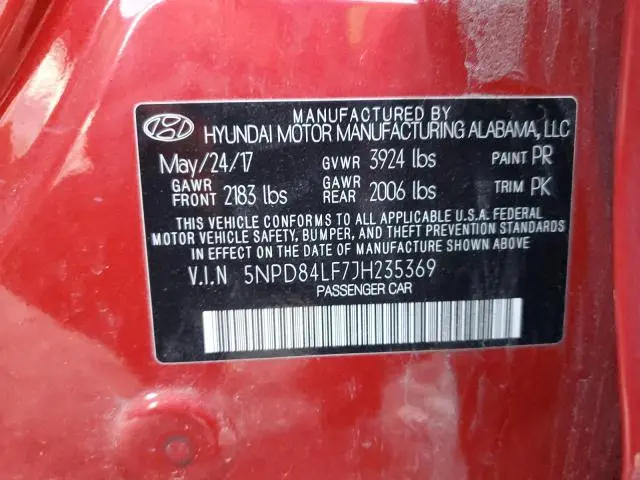 MANUFACTURED BY
HYUNDAI MOTOR MANUFACTURING ALABAMA, LLC
May/24/17 GVWR 3924 lbs PAINT PR
GAWR FRONT 2183 lbs GAWR REAR 2006 lbs TRIM PK
THIS VEHICLE CONFORMS TO ALL APPLICABLE U.S.A. FEDERAL
MOTOR VEHICLE SAFETY, BUMPER, AND THEFT PREVENTION STANDARDS
IN EFFECT ON THE DATE OF MANUFACTURE SHOWN ABOVE
V.I.N 5NPD84LF7JH235369
PASSENGER CAR